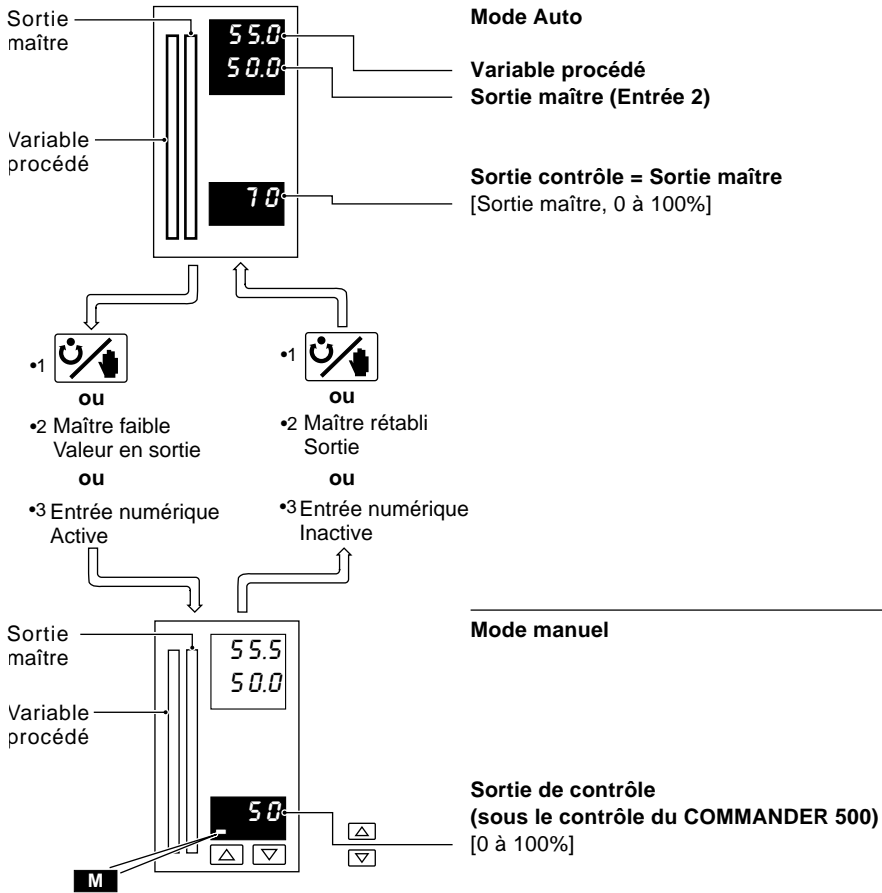 Sortie
maître
Variable
procédé
55.0
50.0
70
Mode Auto
Variable procédé
Sortie maître (Entrée 2)
Sortie contrôle = Sortie maître
[Sortie maître, 0 à 100%]
•1
ou
•2 Maître faible
Valeur en sortie
ou
•3 Entrée numérique
Active
•1
ou
•2 Maître rétabli
Sortie
ou
•3 Entrée numérique
Inactive
Sortie
maître
Variable
procédé
55.5
50.0
50
M
Mode manuel
Sortie de contrôle
(sous le contrôle du COMMANDER 500)
[0 à 100%]